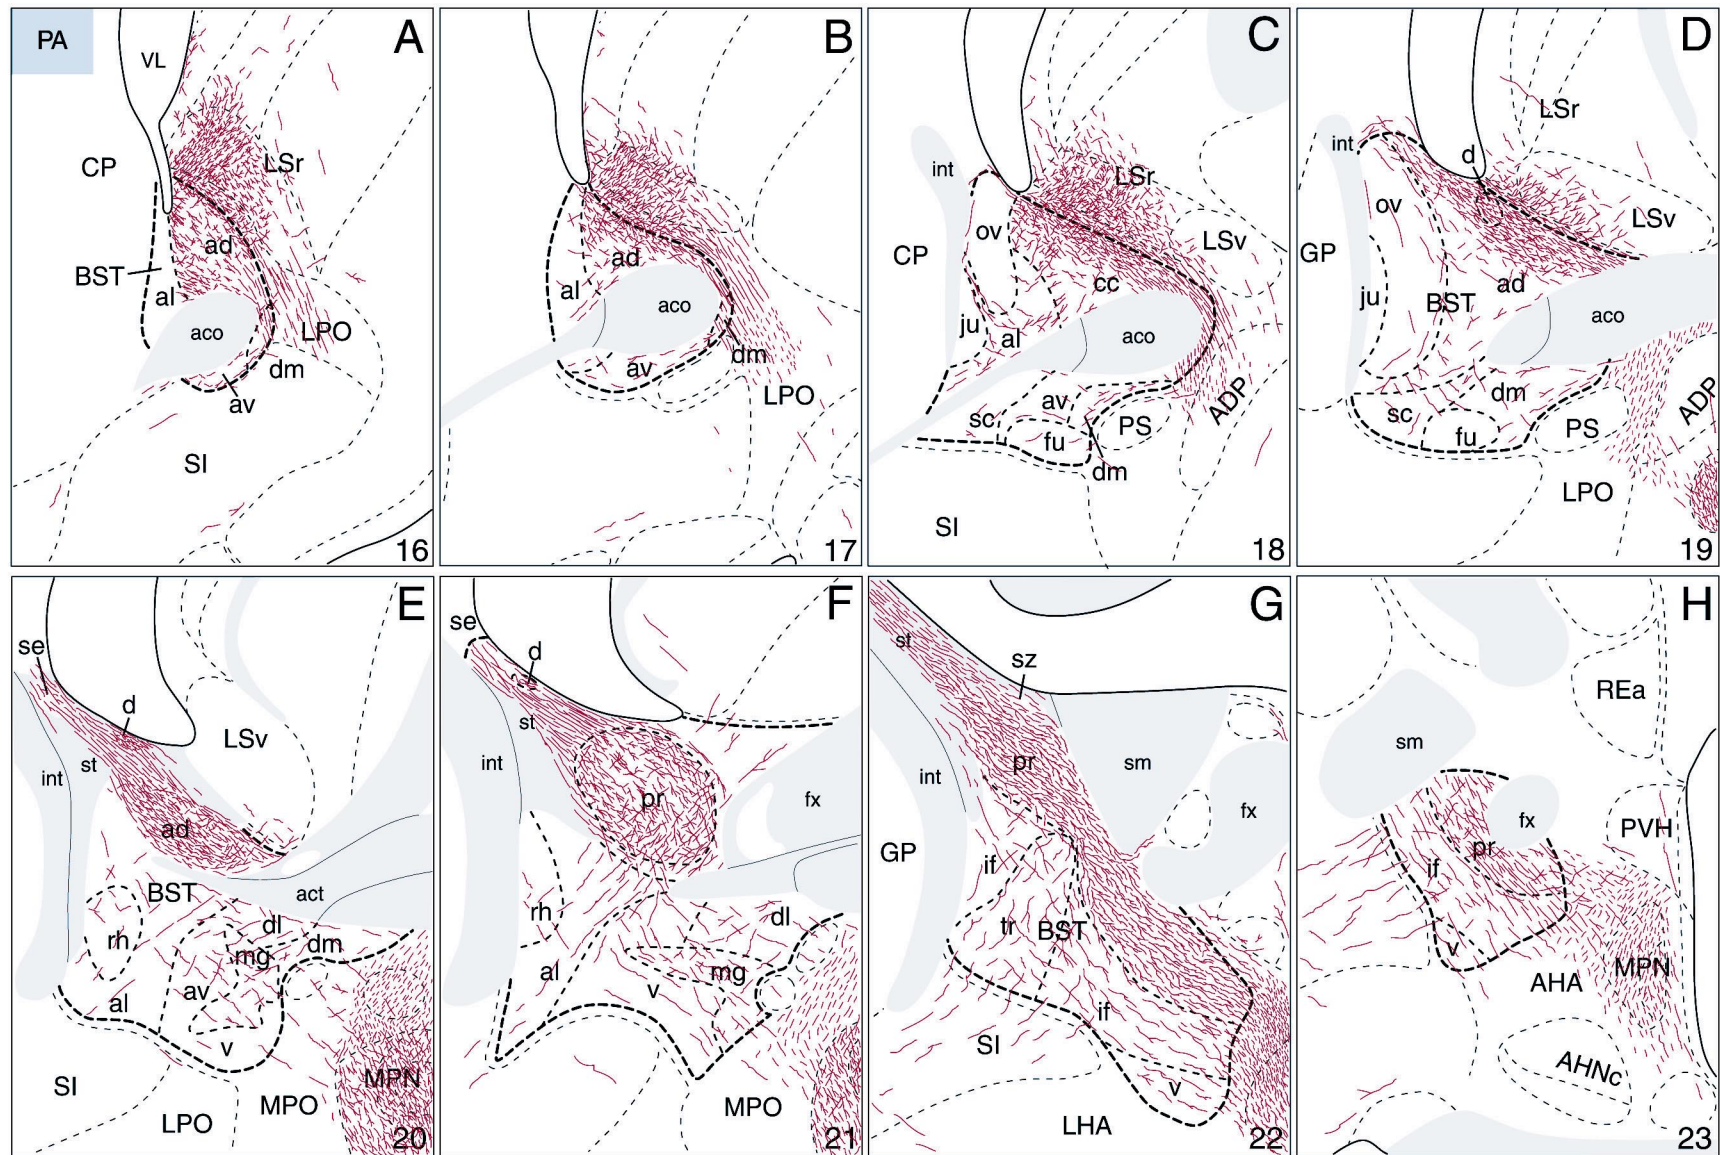 PA
VL
A
CP
LSr
ad
BST
al
aco
LPO
dm
av
SI
16
B
ad
al
aco
dm
av
LPO
17
C
int
LSr
ov
LSv
CP
cc
ju
al
aco
sc
av
ADP
fu
PS
dm
SI
18
D
LSr
int
d
ov
LSv
GP
ju
BST
ad
aco
dm
sc
fu
PS
ADP
LPO
19
E
se
d
LSv
int
st
ad
BST
act
rh
dl
mg
dm
al
av
v
SI
MPN
MPO
LPO
20
F
se
d
st
int
pr
fx
rh
dl
al
mg
v
MPO
21
G
st
sz
pr
sm
int
fx
GP
if
tr
BST
if
SI
v
LHA
22
H
REa
sm
fx
PVH
pr
if
v
MPN
AHA
AHNc
23